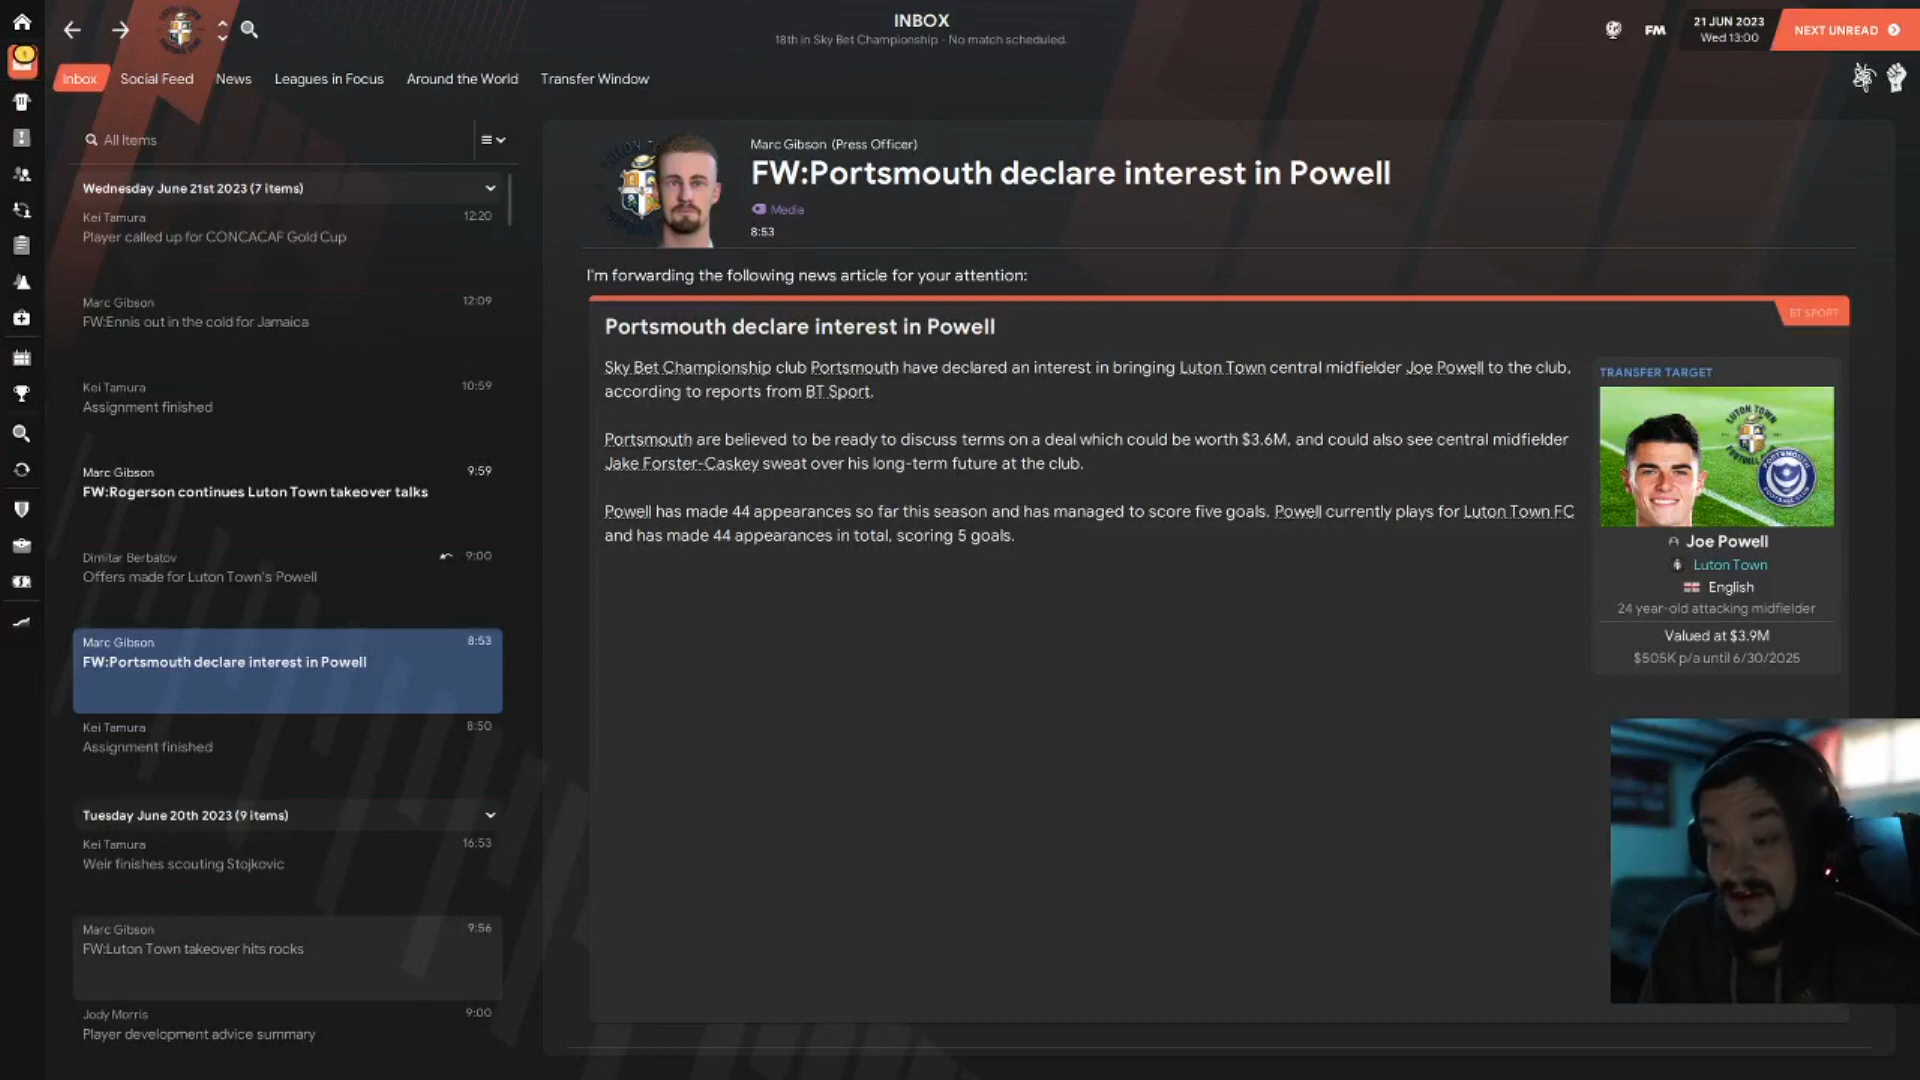 INBOX
18th in Sky Bet Championship - No match scheduled.
FM
21 JUN 2023
Wed 13:00
NEXT UNREAD
Inbox
Social Feed
News
Leagues in Focus
Around the World
Transfer Window
All Items
Wednesday June 21st 2023 (7 items)
Kei Tamura
12:20
Player called up for CONCACAF Gold Cup
Marc Gibson
12:09
FW:Ennis out in the cold for Jamaica
Kei Tamura
10:59
Assignment finished
Marc Gibson
9:59
FW:Rogerson continues Luton Town takeover talks
Dimitar Berbatov
9:00
Offers made for Luton Town's Powell
Marc Gibson
8:53
FW:Portsmouth declare interest in Powell
Kei Tamura
8:50
Assignment finished
Tuesday June 20th 2023 (9 items)
Kei Tamura
16:53
Weir finishes scouting Stojkovic
Marc Gibson
9:56
FW:Luton Town takeover hits rocks
Jody Morris
9:00
Player development advice summary
Marc Gibson (Press Officer)
FW:Portsmouth declare interest in Powell
Media
8:53
I'm forwarding the following news article for your attention:
BT SPORT
Portsmouth declare interest in Powell
Sky Bet Championship club Portsmouth have declared an interest in bringing Luton Town central midfielder Joe Powell to the club,
according to reports from BT Sport.
Portsmouth are believed to be ready to discuss terms on a deal which could be worth $3.6M, and could also see central midfielder
Jake Forster-Caskey sweat over his long-term future at the club.
Powell has made 44 appearances so far this season and has managed to score five goals. Powell currently plays for Luton Town FC
and has made 44 appearances in total, scoring 5 goals.
TRANSFER TARGET
LUTON TOWN
Joe Powell
Luton Town
English
24 year-old attacking midfielder
Valued at $3.9M
$505K p/a until 6/30/2025